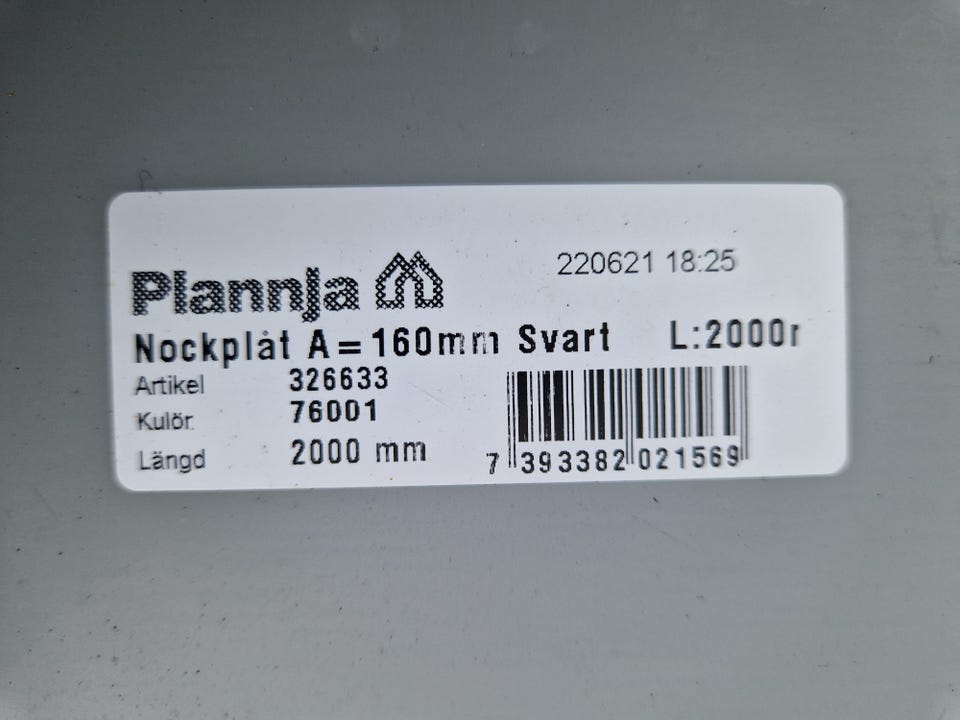 Plannja
220621 18:25
Nockplåt A=160mm Svart L:2000r
Artikel 326633
Kulör 76001
Längd 2000 mm
7 393382 021569